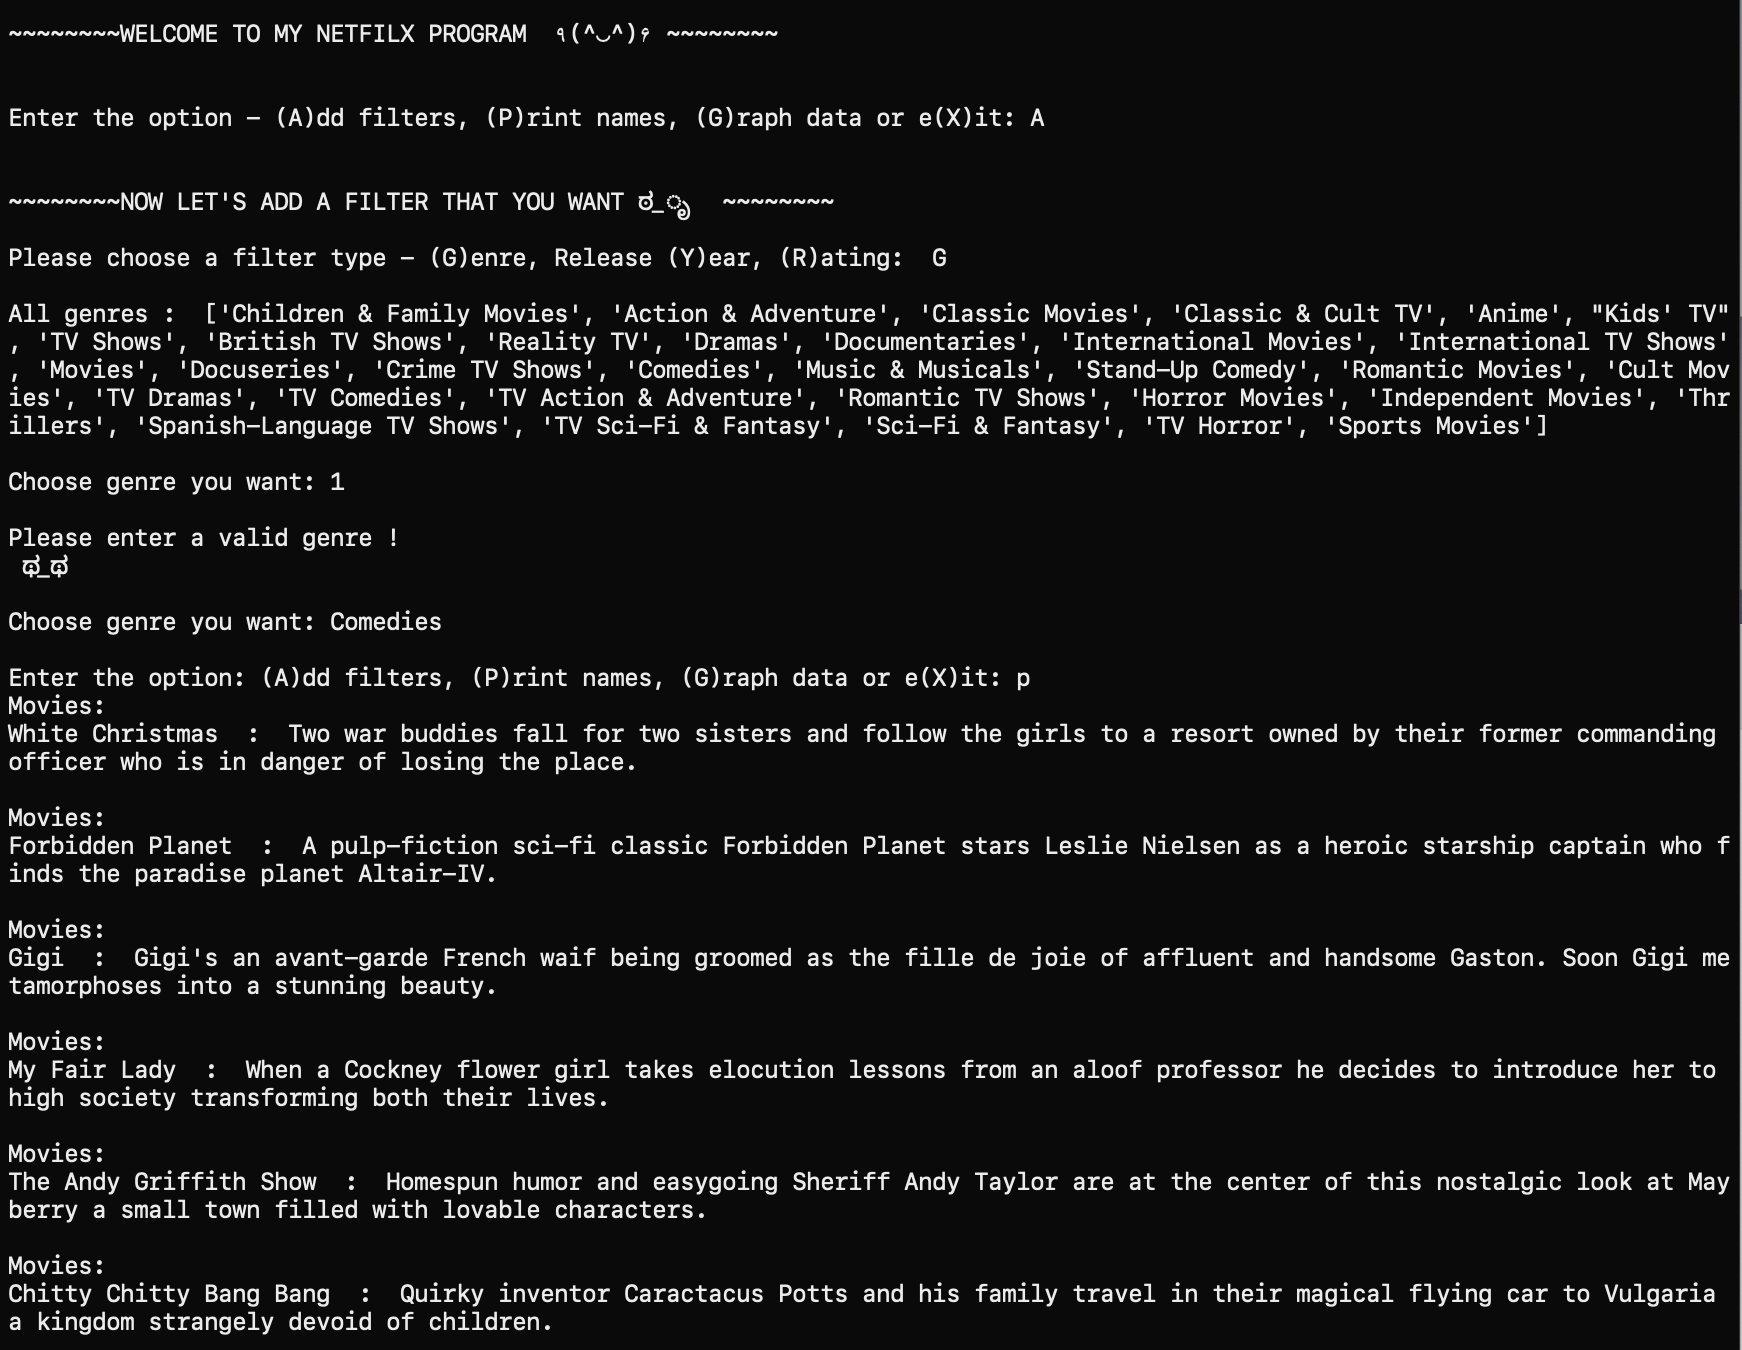 ~~~~~~~~WELCOME TO MY NETFILX PROGRAM  ٩(^◡^)۶ ~~~~~~~~
Enter the option – (A)dd filters, (P)rint names, (G)raph data or e(X)it: A
~~~~~~~~NOW LET'S ADD A FILTER THAT YOU WANT ಠ_ೃ  ~~~~~~~~
Please choose a filter type – (G)enre, Release (Y)ear, (R)ating:  G
All genres :  ['Children & Family Movies', 'Action & Adventure', 'Classic Movies', 'Classic & Cult TV', 'Anime', "Kids' TV"
, 'TV Shows', 'British TV Shows', 'Reality TV', 'Dramas', 'Documentaries', 'International Movies', 'International TV Shows'
, 'Movies', 'Docuseries', 'Crime TV Shows', 'Comedies', 'Music & Musicals', 'Stand-Up Comedy', 'Romantic Movies', 'Cult Mov
ies', 'TV Dramas', 'TV Comedies', 'TV Action & Adventure', 'Romantic TV Shows', 'Horror Movies', 'Independent Movies', 'Thr
illers', 'Spanish-Language TV Shows', 'TV Sci-Fi & Fantasy', 'Sci-Fi & Fantasy', 'TV Horror', 'Sports Movies']
Choose genre you want: 1
Please enter a valid genre !
ಥ_ಥ
Choose genre you want: Comedies
Enter the option: (A)dd filters, (P)rint names, (G)raph data or e(X)it: p
Movies:
White Christmas  :  Two war buddies fall for two sisters and follow the girls to a resort owned by their former commanding
officer who is in danger of losing the place.
Movies:
Forbidden Planet  :  A pulp-fiction sci-fi classic Forbidden Planet stars Leslie Nielsen as a heroic starship captain who f
inds the paradise planet Altair-IV.
Movies:
Gigi  :  Gigi's an avant-garde French waif being groomed as the fille de joie of affluent and handsome Gaston. Soon Gigi me
tamorphoses into a stunning beauty.
Movies:
My Fair Lady  :  When a Cockney flower girl takes elocution lessons from an aloof professor he decides to introduce her to
high society transforming both their lives.
Movies:
The Andy Griffith Show  :  Homespun humor and easygoing Sheriff Andy Taylor are at the center of this nostalgic look at May
berry a small town filled with lovable characters.
Movies:
Chitty Chitty Bang Bang  :  Quirky inventor Caractacus Potts and his family travel in their magical flying car to Vulgaria
a kingdom strangely devoid of children.